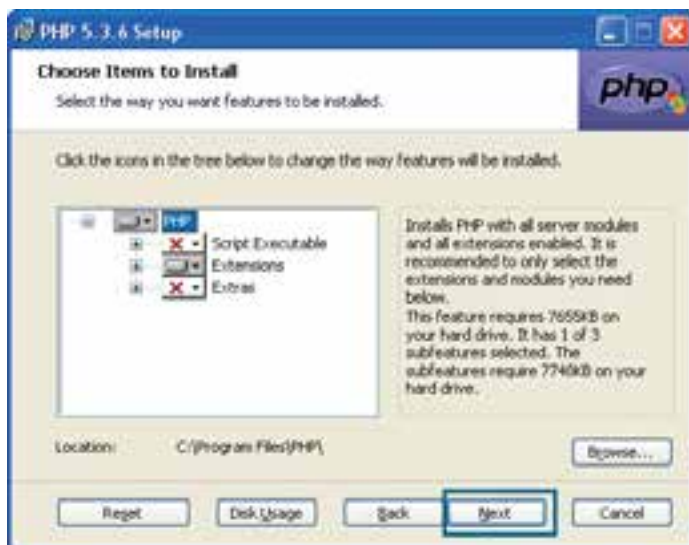 PHP 5.3.6 Setup
Choose Items to Install
Select the way you want features to be installed.
php
Click the icons in the tree below to change the way features will be installed.
PHP
Script Executable
Extensions
Extras
Installs PHP with all server modules
and all extensions enabled. It is
recommended to only select the
extensions and modules you need
below.
This feature requires 7655KB on
your hard drive. It has 1 of 3
subfeatures selected. The
subfeatures require 7748KB on your
hard drive.
Location: C:\Program Files\PHP\
Browse...
Reset Disk Usage Back Next Cancel